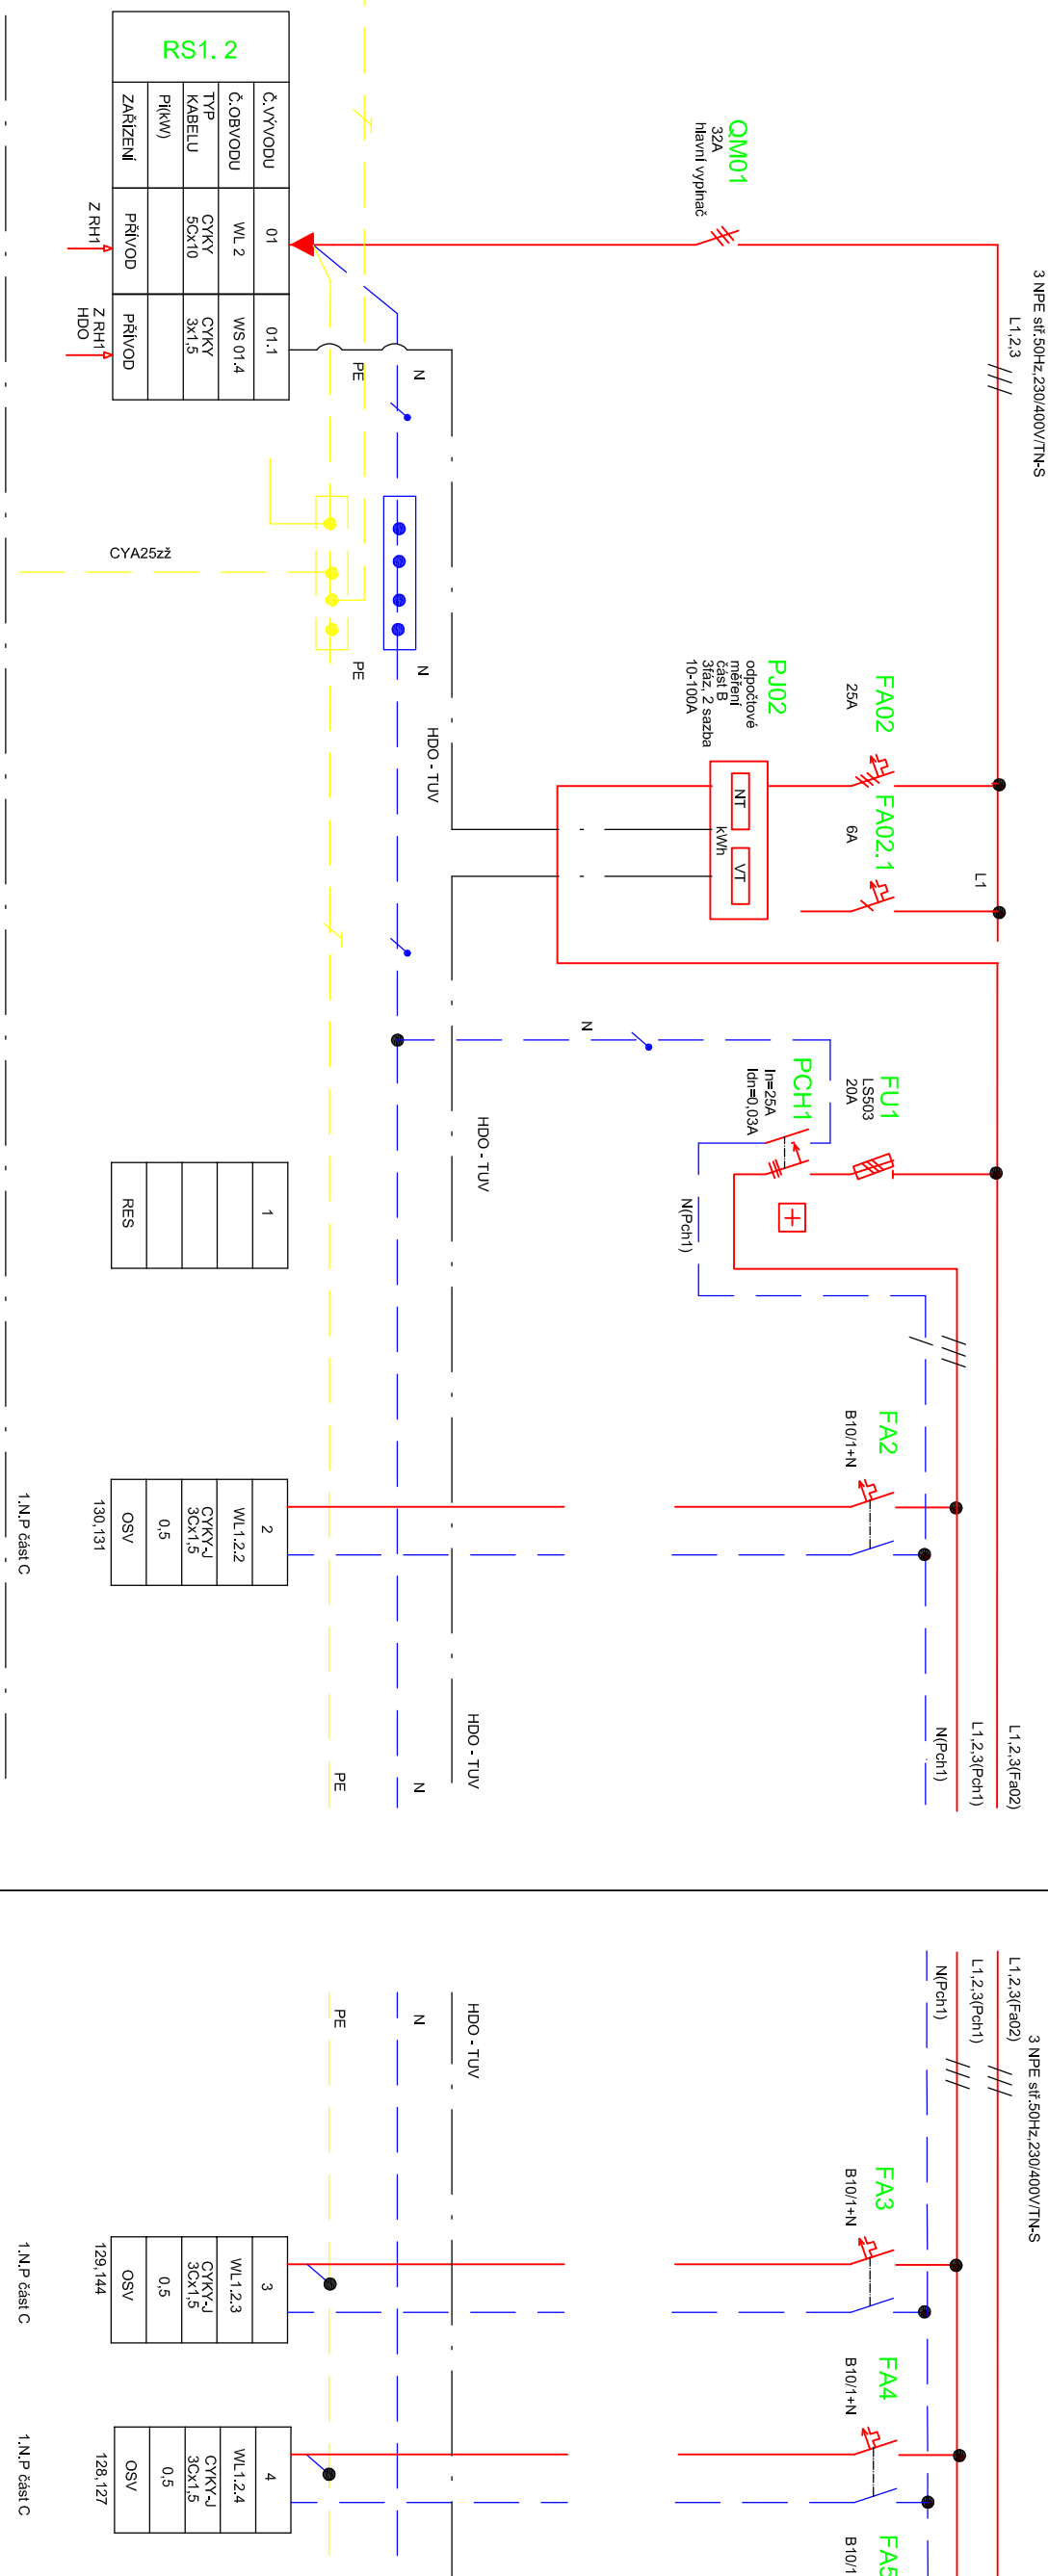 3 NPE stř.50Hz,230/400V/TN-S
L1,2,3
QM01
32A
hlavní vypínač
FA02
25A
FA02.1
6A
L1
PJ02
odpočtové
měření
část B
3fáz, 2 sazba
10-100A
NT
VT
kWh
FU1
LS503
20A
PCH1
In=25A
Idn=0,03A
N
N(Pch1)
FA2
B10/1+N
L1,2,3(Fa02)
L1,2,3(Pch1)
N(Pch1)
HDO - TUV
HDO - TUV
HDO - TUV
N
PE
N
PE
N
PE
CYA25zž
RS1. 2
Č.VÝVODU
01
01.1
Č.OBVODU
WL 2
WS 01.4
TYP
KABELU
CYKY
5Cx10
CYKY
3x1,5
Pi(kW)
ZAŘÍZENÍ
PŘÍVOD
PŘÍVOD
Z RH1
Z RH1
HDO
1
RES
2
WL1.2.2
CYKY-J
3Cx1,5
0,5
OSV
130,131
1.N.P část C
3 NPE stř.50Hz,230/400V/TN-S
L1,2,3(Fa02)
L1,2,3(Pch1)
N(Pch1)
FA3
B10/1+N
FA4
B10/1+N
FA5
B10/1
HDO - TUV
N
PE
3
WL1.2.3
CYKY-J
3Cx1,5
0,5
OSV
129,144
1.N.P část C
4
WL1.2.4
CYKY-J
3Cx1,5
0,5
OSV
128,127
1.N.P část C